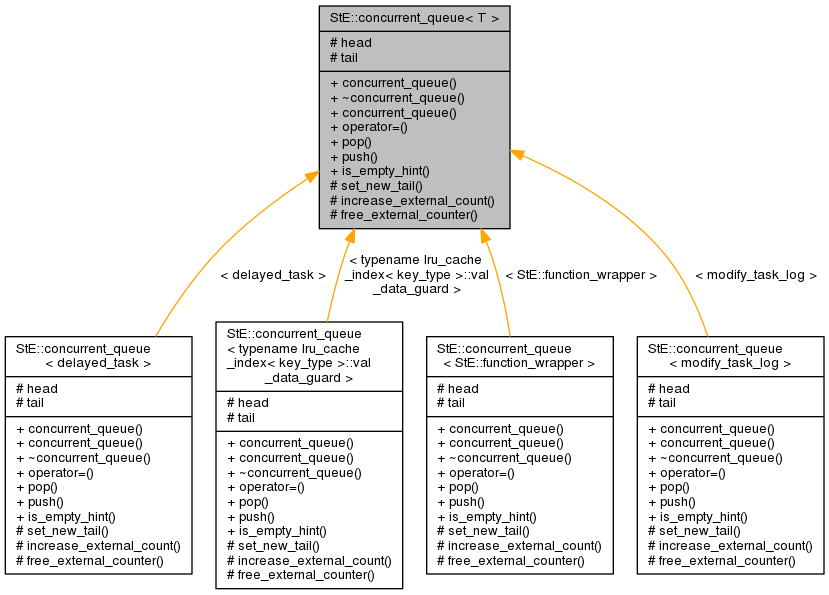 StE::concurrent_queue< T >
# head
# tail
+ concurrent_queue()
+ ~concurrent_queue()
+ concurrent_queue()
+ operator=()
+ pop()
+ push()
+ is_empty_hint()
# set_new_tail()
# increase_external_count()
# free_external_counter()
< delayed_task >
< typename lru_cache
_index< key_type >::val
_data_guard >
< StE::function_wrapper >
< modify_task_log >
StE::concurrent_queue
< delayed_task >
# head
# tail
+ concurrent_queue()
+ concurrent_queue()
+ ~concurrent_queue()
+ operator=()
+ pop()
+ push()
+ is_empty_hint()
# set_new_tail()
# increase_external_count()
# free_external_counter()
StE::concurrent_queue
< typename lru_cache
_index< key_type >::val
_data_guard >
# head
# tail
+ concurrent_queue()
+ concurrent_queue()
+ ~concurrent_queue()
+ operator=()
+ pop()
+ push()
+ is_empty_hint()
# set_new_tail()
# increase_external_count()
# free_external_counter()
StE::concurrent_queue
< StE::function_wrapper >
# head
# tail
+ concurrent_queue()
+ concurrent_queue()
+ ~concurrent_queue()
+ operator=()
+ pop()
+ push()
+ is_empty_hint()
# set_new_tail()
# increase_external_count()
# free_external_counter()
StE::concurrent_queue
< modify_task_log >
# head
# tail
+ concurrent_queue()
+ concurrent_queue()
+ ~concurrent_queue()
+ operator=()
+ pop()
+ push()
+ is_empty_hint()
# set_new_tail()
# increase_external_count()
# free_external_counter()